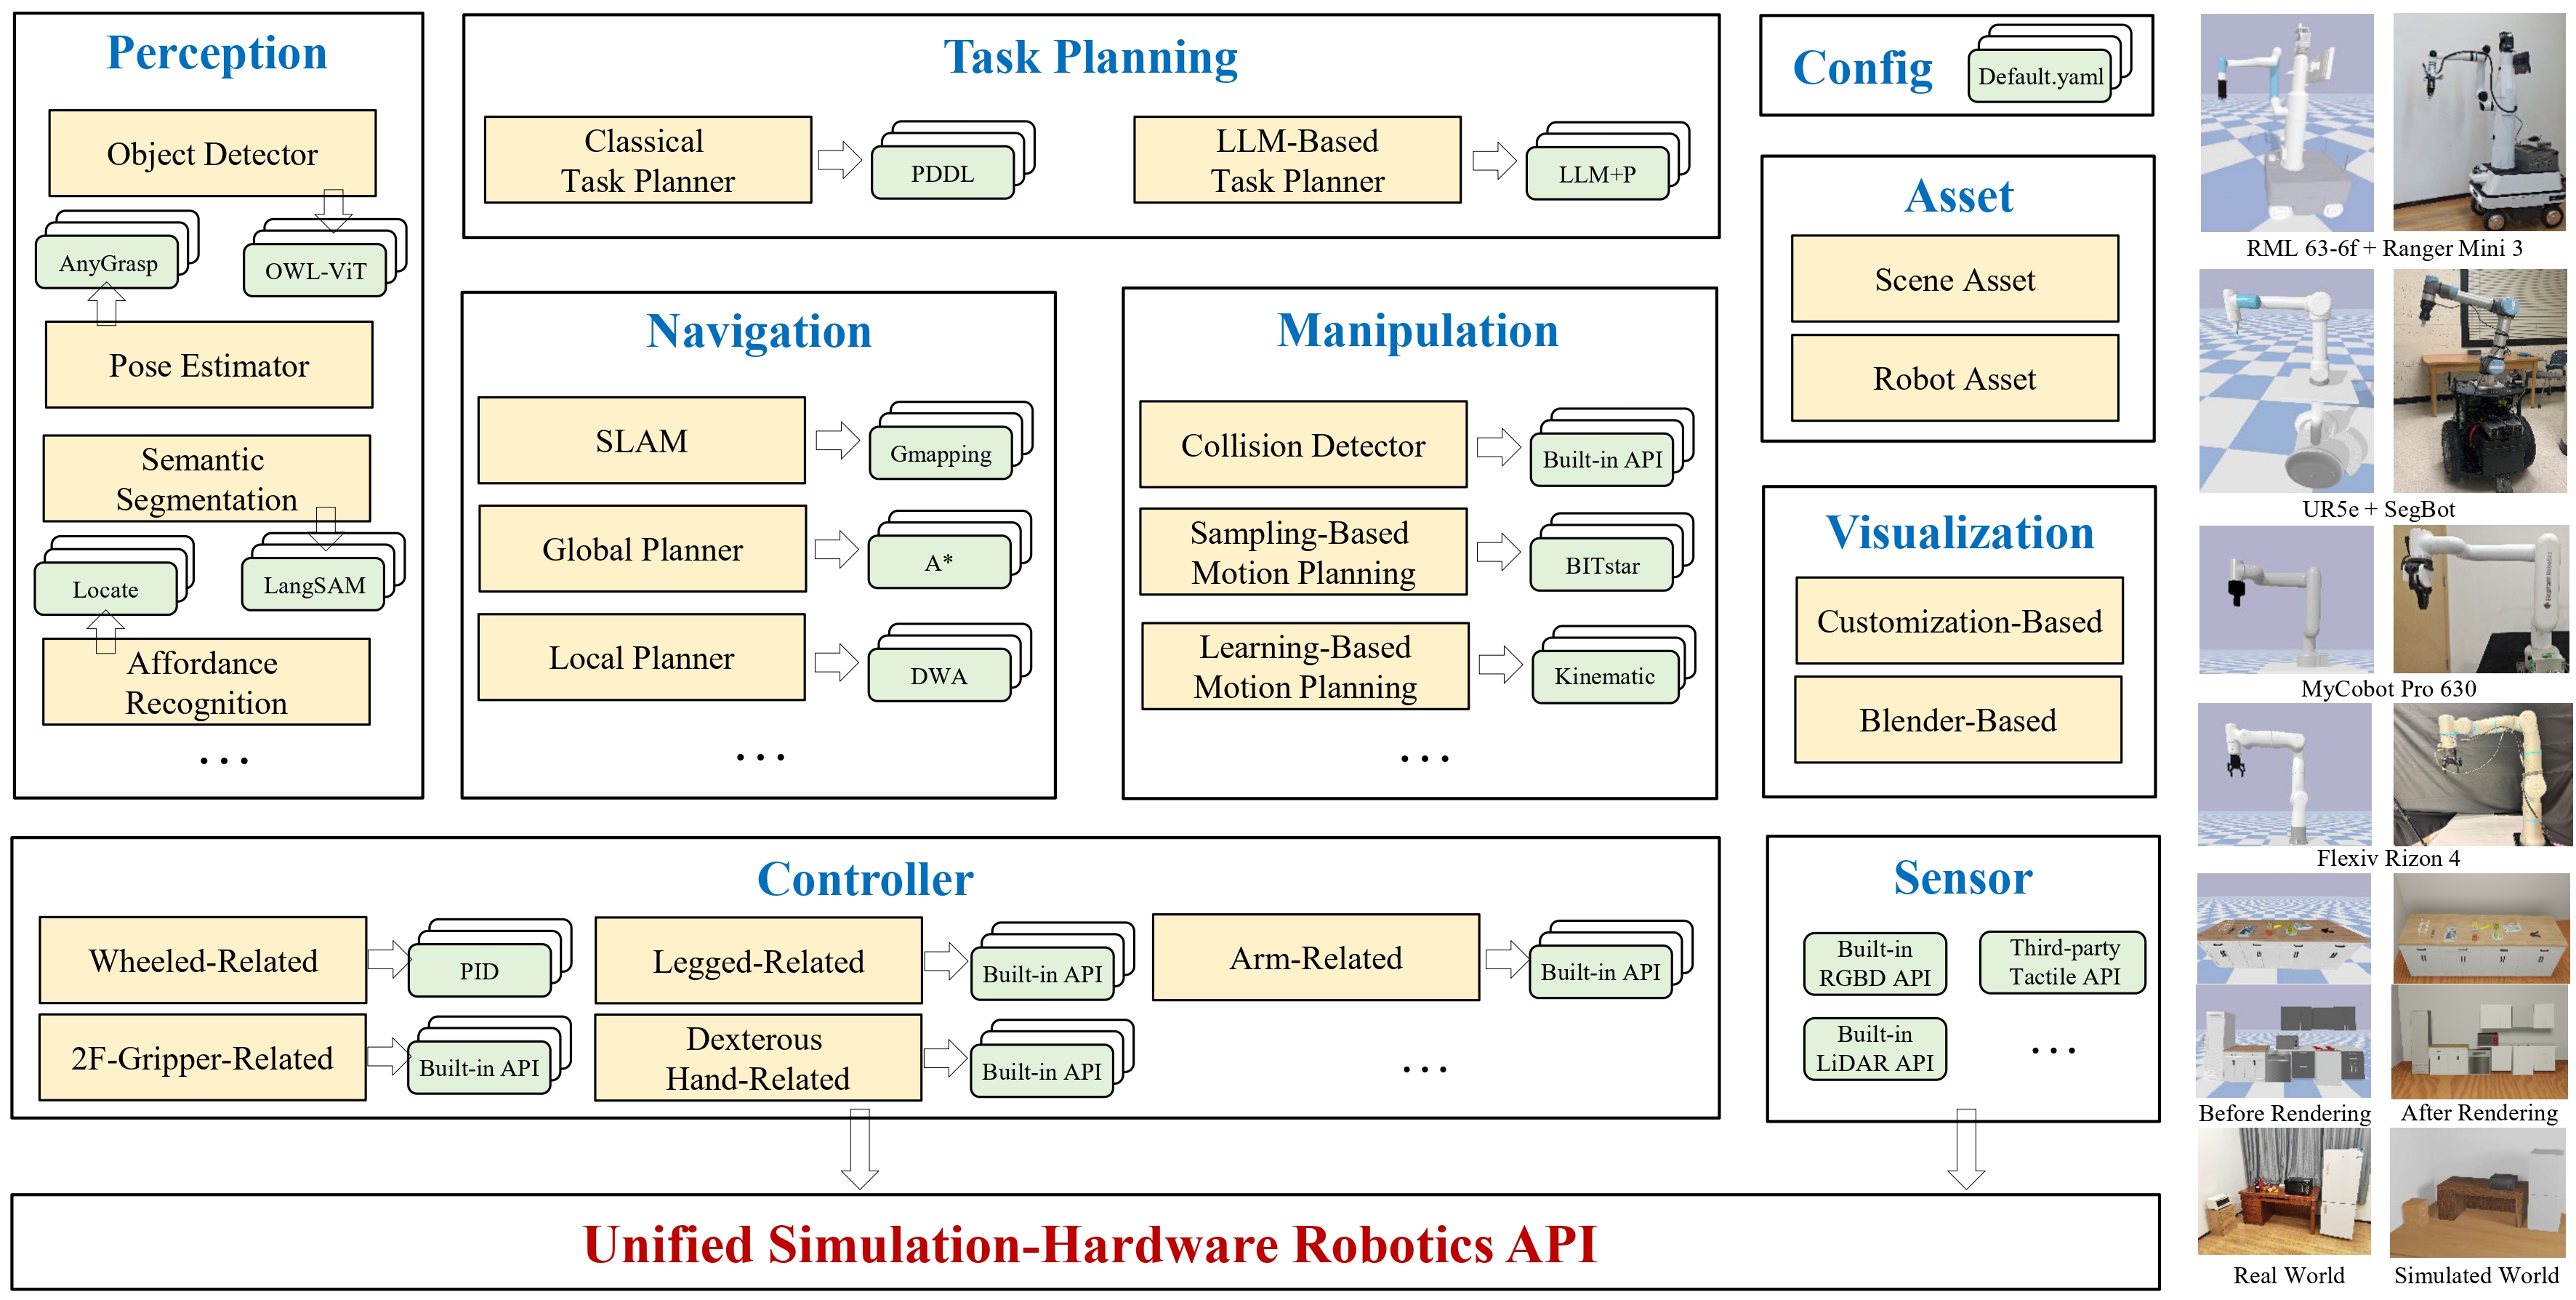 Perception
Object Detector
AnyGrasp
OWL-ViT
Pose Estimator
Semantic
Segmentation
Locate
LangSAM
Affordance
Recognition
...
Task Planning
Classical
Task Planner
PDDL
LLM-Based
Task Planner
LLM+P
Navigation
SLAM
Gmapping
Global Planner
A*
Local Planner
DWA
...
Manipulation
Collision Detector
Built-in API
Sampling-Based
Motion Planning
BITstar
Learning-Based
Motion Planning
Kinematic
...
Config
Default.yaml
Asset
Scene Asset
Robot Asset
Visualization
Customization-Based
Blender-Based
Controller
Wheeled-Related
PID
Legged-Related
Built-in API
Arm-Related
Built-in API
2F-Gripper-Related
Built-in API
Dexterous
Hand-Related
Built-in API
...
Sensor
Built-in
RGBD API
Third-party
Tactile API
Built-in
LiDAR API
...
Unified Simulation-Hardware Robotics API
RML 63-6f + Ranger Mini 3
UR5e + SegBot
MyCobot Pro 630
Flexiv Rizon 4
Before Rendering
After Rendering
Real World
Simulated World